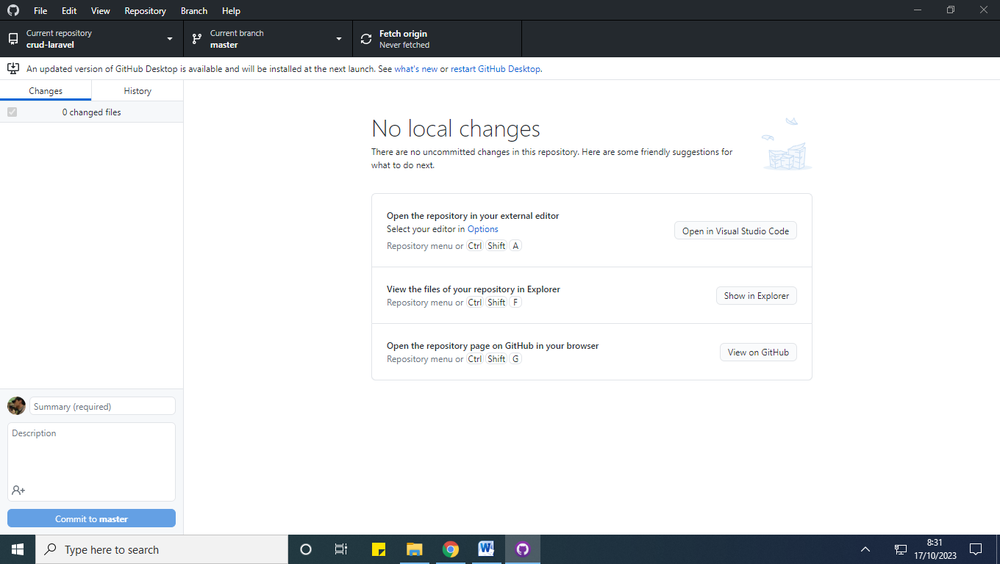 File Edit View Repository Branch Help
Current repository
crud-laravel
Current branch
master
Fetch origin
Never fetched
An updated version of GitHub Desktop is available and will be installed at the next launch. See what's new or restart GitHub Desktop.
Changes History
0 changed files
No local changes
There are no uncommitted changes in this repository. Here are some friendly suggestions for
what to do next.
Open the repository in your external editor
Select your editor in Options
Repository menu or Ctrl Shift A
Open in Visual Studio Code
View the files of your repository in Explorer
Repository menu or Ctrl Shift F
Show in Explorer
Open the repository page on GitHub in your browser
Repository menu or Ctrl Shift G
View on GitHub
Summary (required)
Description
Commit to master
Type here to search
W
8:31
17/10/2023